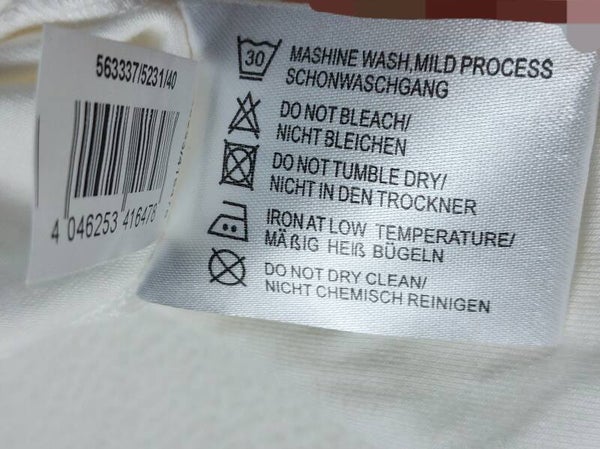 563337/5231/40
4 046253 416478
30
MASHINE WASH,MILD PROCESS
SCHONWASCHGANG
DO NOT BLEACH/
NICHT BLEICHEN
DO NOT TUMBLE DRY/
NICHT IN DEN TROCKNER
IRON AT LOW TEMPERATURE/
MÄßIG HEIß BÜGELN
DO NOT DRY CLEAN/
NICHT CHEMISCH REINIGEN